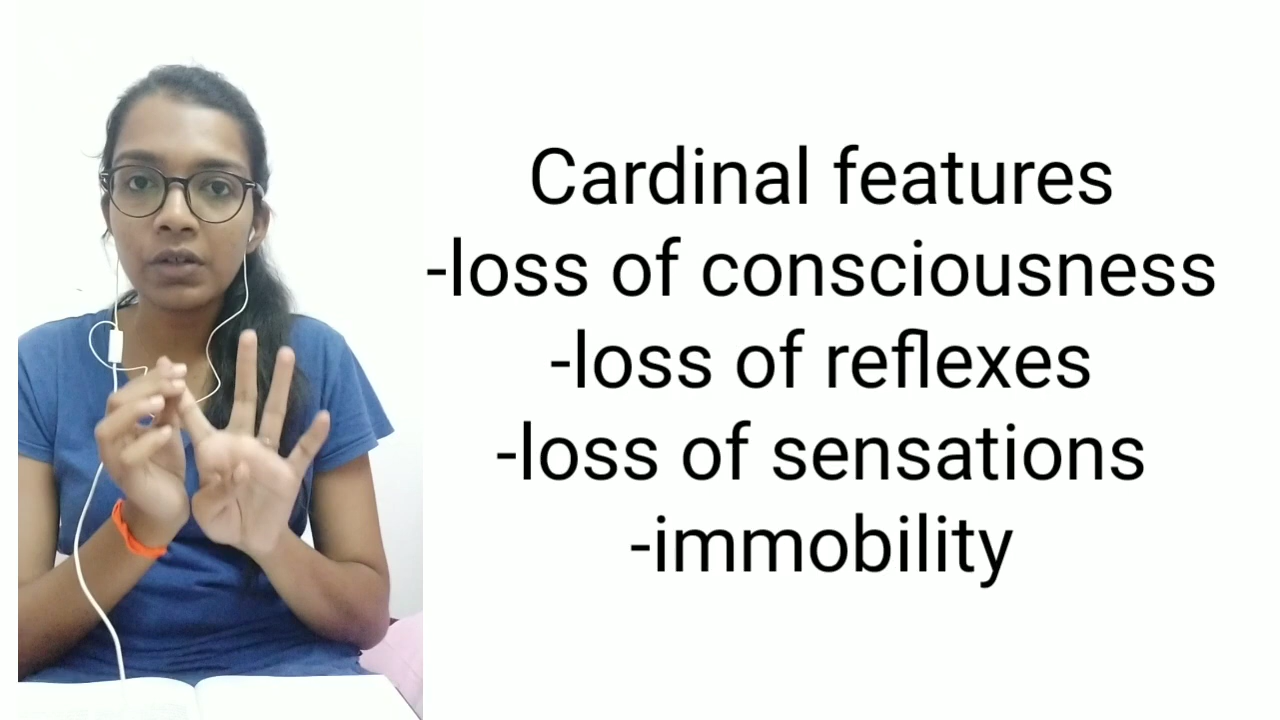 Cardinal features
-loss of consciousness
-loss of reflexes
-loss of sensations
-immobility